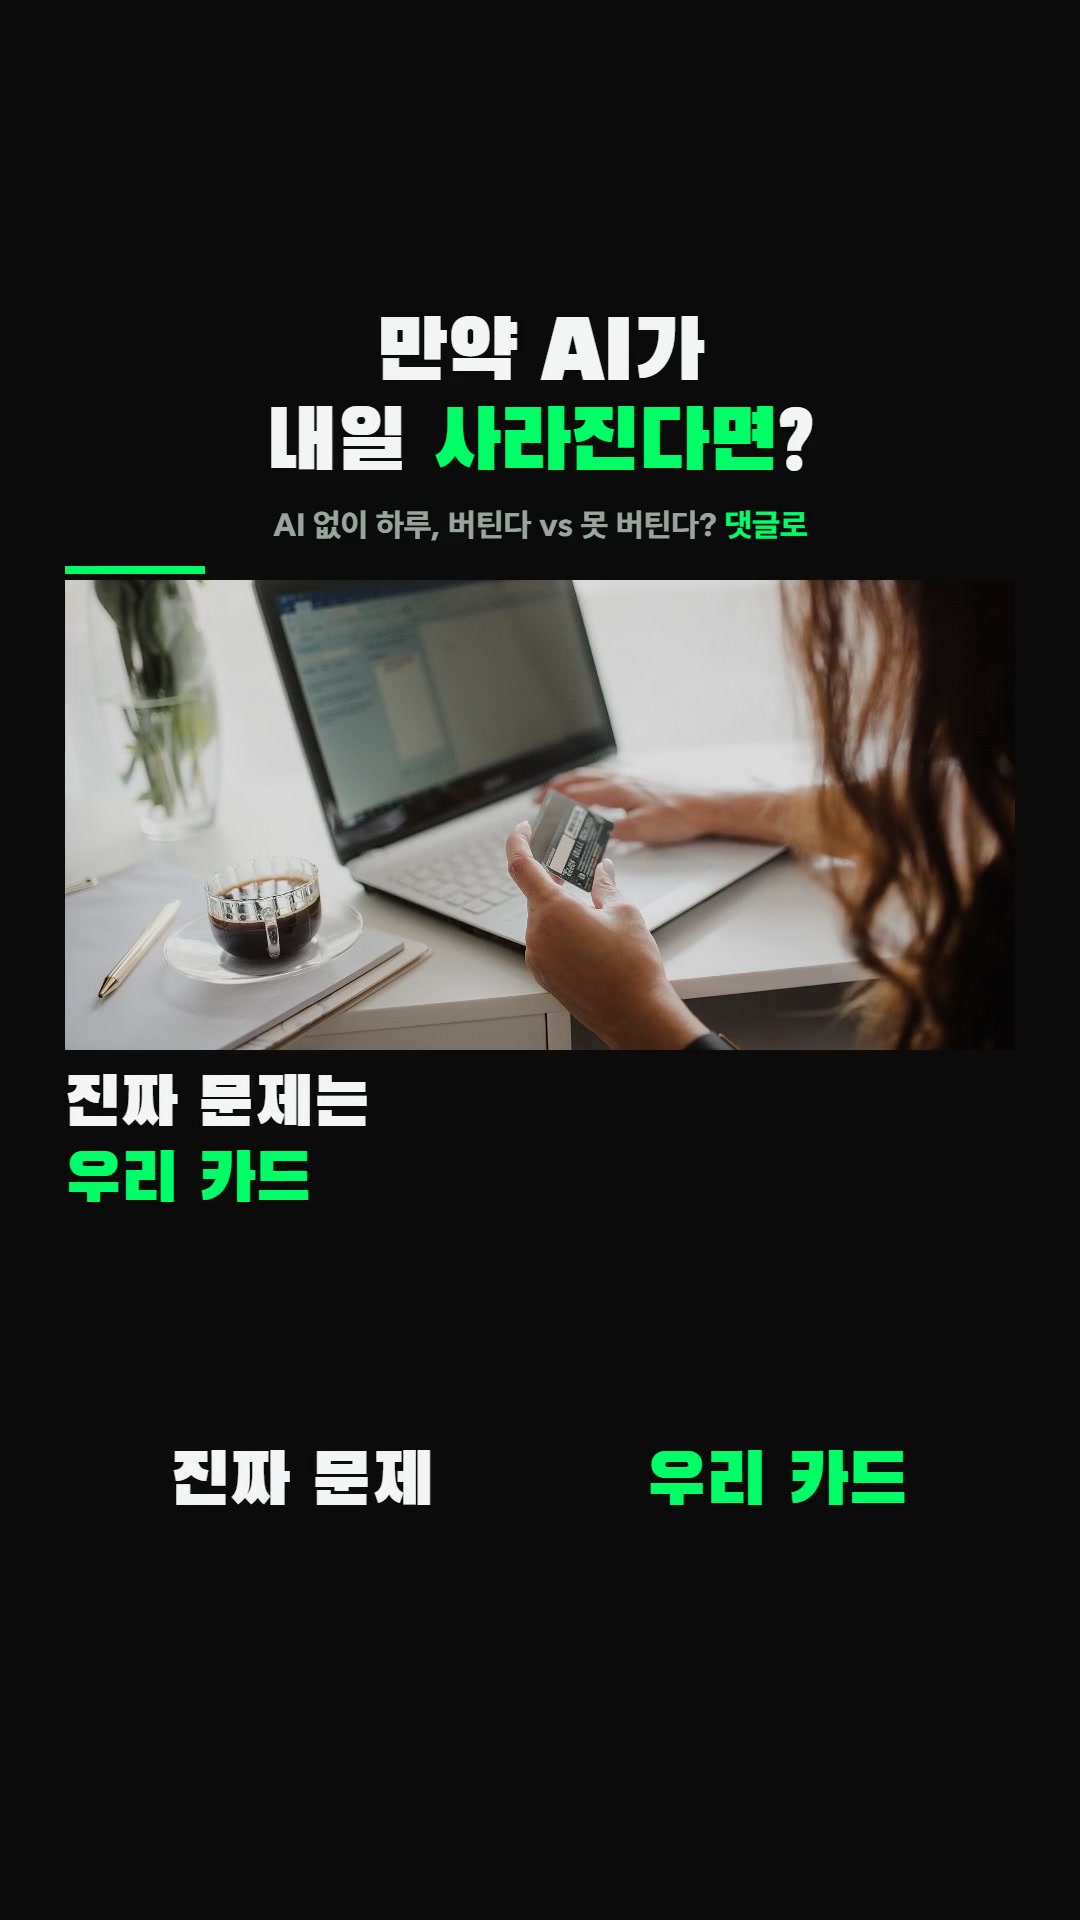 만약 AI가
내일 사라진다면?
AI 없이 하루, 버틴다 vs 못 버틴다? 댓글로
진짜 문제는
우리 카드
진짜 문제 우리 카드